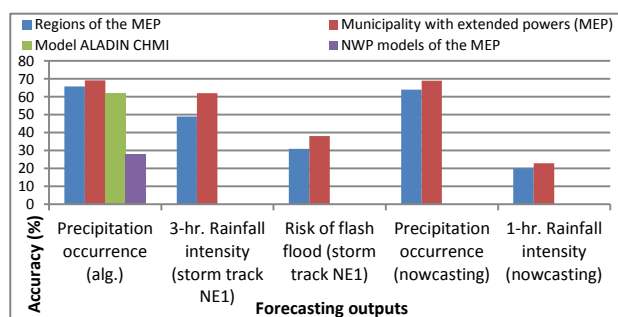 Regions of the MEP
Municipality with extended powers (MEP)
Model ALADIN CHMI
NWP models of the MEP
Accuracy (%)
80
70
60
50
40
30
20
10
0
Precipitation
occurrence
(alg.)
3-hr. Rainfall
intensity
(storm track
NE1)
Risk of flash
flood (storm
track NE1)
Precipitation
occurrence
(nowcasting)
1-hr. Rainfall
intensity
(nowcasting)
Forecasting outputs